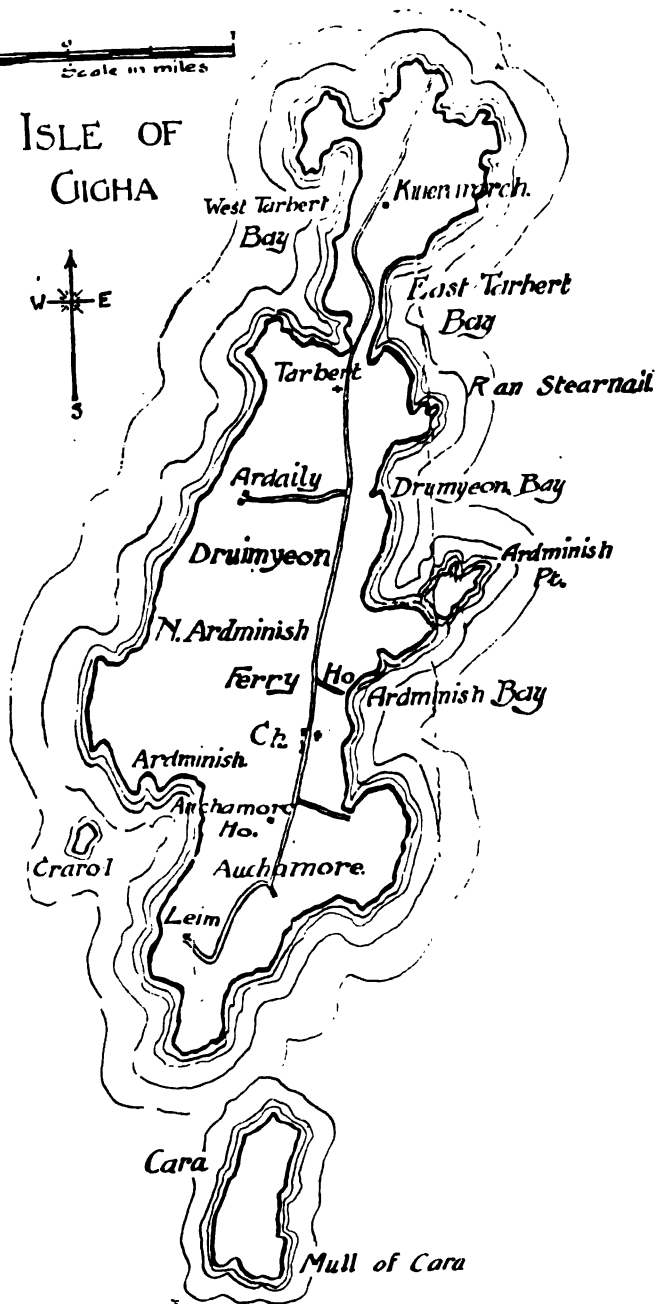 Scale in miles
ISLE OF
GIGHA
West Tarbert
Bay
W E
S
East Tarbert
Bay
Tarbert
Ran Stearnail
Ardaily
Drumyeon Bay
Druimyeon
Ardminish
Pt.
N. Ardminish
Ferry Ho
Ardminish Bay
Ch
Ardminish
Auchamore
Ho.
Craro I
Auchamore.
Leim
Cara
Mull of Cara